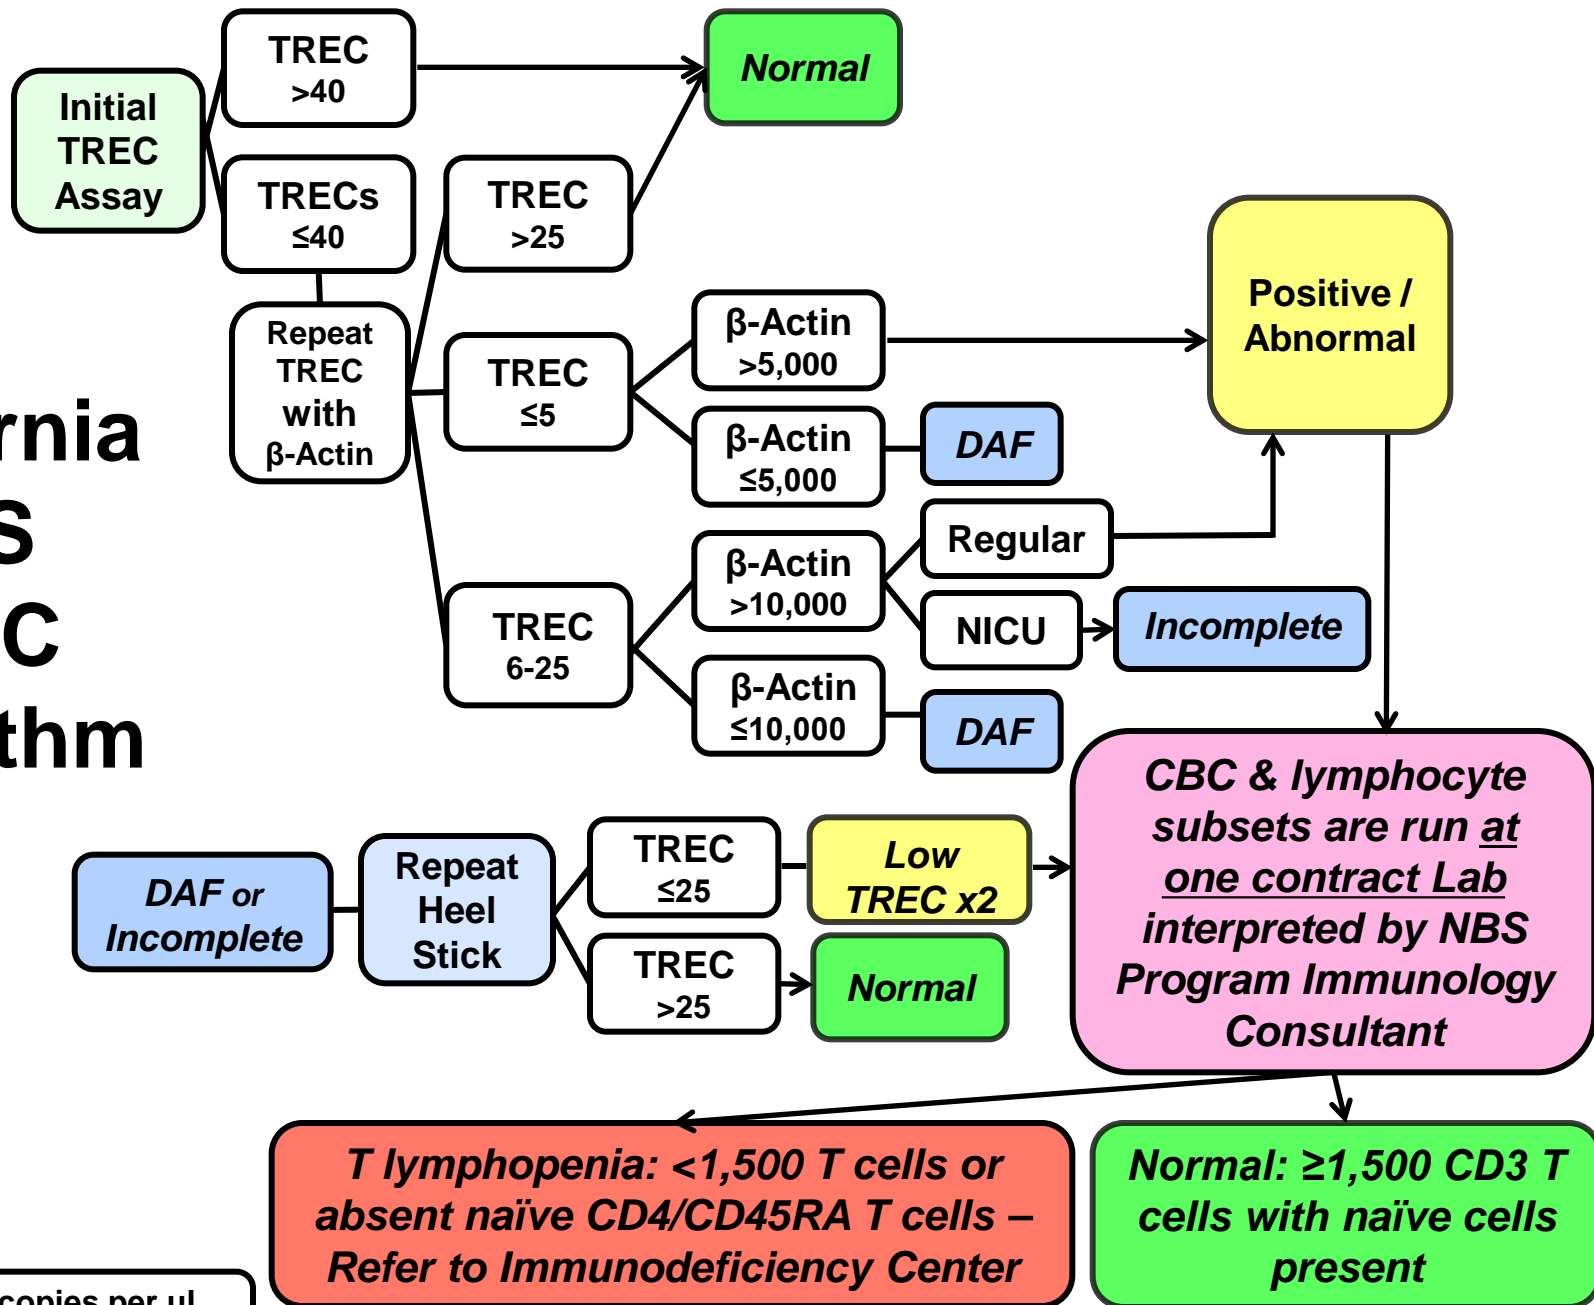 Initial
TREC
Assay
TREC
>40
TRECs
≤40
Normal
Repeat
TREC
with
β-Actin
TREC
>25
TREC
≤5
TREC
6-25
β-Actin
>5,000
β-Actin
≤5,000
DAF
β-Actin
>10,000
β-Actin
≤10,000
Regular
NICU
Incomplete
DAF
Positive /
Abnormal
rnia
S
C
thm
DAF or
Incomplete
Repeat
Heel
Stick
TREC
≤25
TREC
>25
Low
TREC x2
Normal
CBC & lymphocyte
subsets are run at
one contract Lab
interpreted by NBS
Program Immunology
Consultant
T lymphopenia: <1,500 T cells or
absent naïve CD4/CD45RA T cells –
Refer to Immunodeficiency Center
Normal: ≥1,500 CD3 T
cells with naïve cells
present
copies per ul